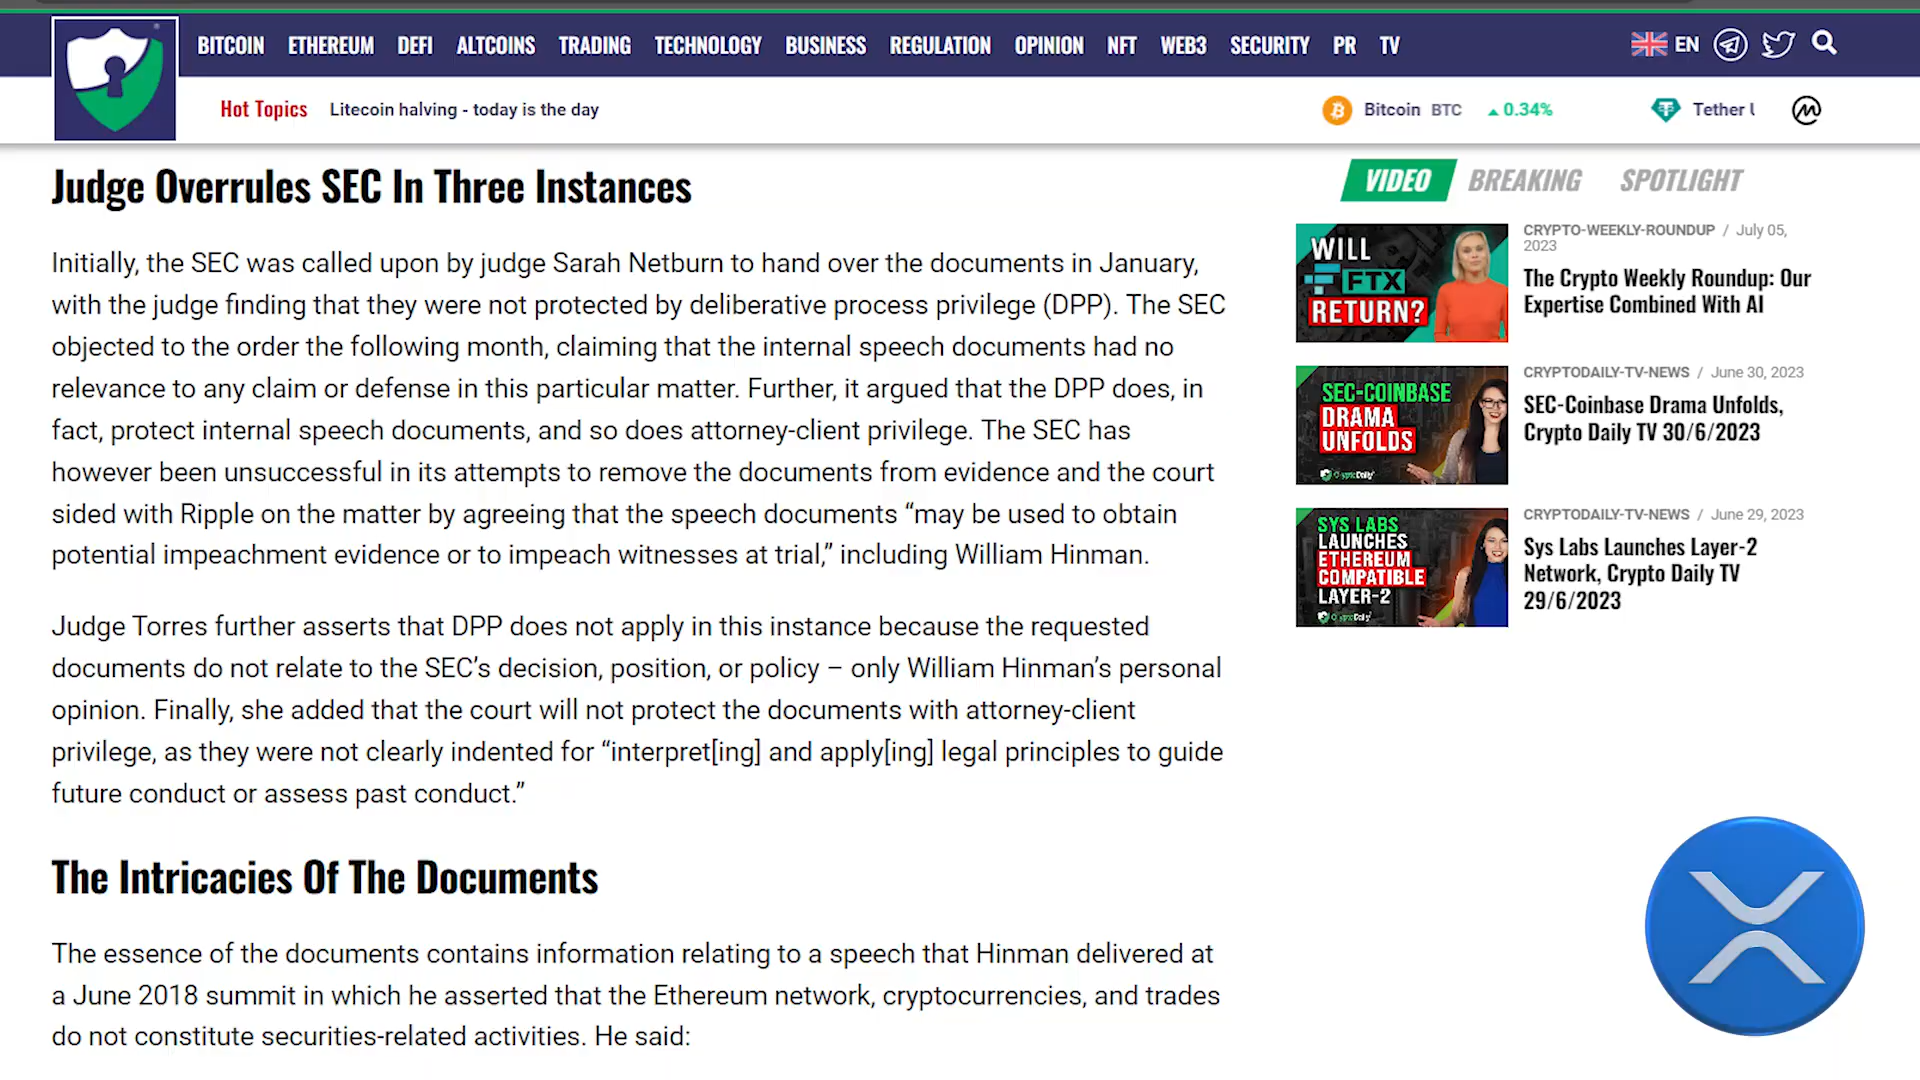 BITCOIN ETHEREUM DEFI ALTCOINS TRADING TECHNOLOGY BUSINESS REGULATION OPINION NFT WEB3 SECURITY PR TV EN
Hot Topics Litecoin halving - today is the day Bitcoin BTC 0.34% Tether
Judge Overrules SEC In Three Instances
Initially, the SEC was called upon by judge Sarah Netburn to hand over the documents in January,
with the judge finding that they were not protected by deliberative process privilege (DPP). The SEC
objected to the order the following month, claiming that the internal speech documents had no
relevance to any claim or defense in this particular matter. Further, it argued that the DPP does, in
fact, protect internal speech documents, and so does attorney-client privilege. The SEC has
however been unsuccessful in its attempts to remove the documents from evidence and the court
sided with Ripple on the matter by agreeing that the speech documents “may be used to obtain
potential impeachment evidence or to impeach witnesses at trial,” including William Hinman.
Judge Torres further asserts that DPP does not apply in this instance because the requested
documents do not relate to the SEC’s decision, position, or policy – only William Hinman’s personal
opinion. Finally, she added that the court will not protect the documents with attorney-client
privilege, as they were not clearly indented for “interpret[ing] and apply[ing] legal principles to guide
future conduct or assess past conduct.”
The Intricacies Of The Documents
The essence of the documents contains information relating to a speech that Hinman delivered at
a June 2018 summit in which he asserted that the Ethereum network, cryptocurrencies, and trades
do not constitute securities-related activities. He said:
VIDEO BREAKING SPOTLIGHT
WILL
FTX
RETURN?
CRYPTO-WEEKLY-ROUNDUP / July 05,
2023
The Crypto Weekly Roundup: Our
Expertise Combined With AI
SEC-COINBASE
DRAMA
UNFOLDS
CryptoDaily
CRYPTODAILY-TV-NEWS / June 30, 2023
SEC-Coinbase Drama Unfolds,
Crypto Daily TV 30/6/2023
SYS LABS
LAUNCHES
ETHEREUM
COMPATIBLE
LAYER-2
CryptoDaily
CRYPTODAILY-TV-NEWS / June 29, 2023
Sys Labs Launches Layer-2
Network, Crypto Daily TV
29/6/2023